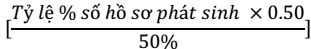 [Tỷ lệ % số hồ sơ phát sinh × 0.50
50%]